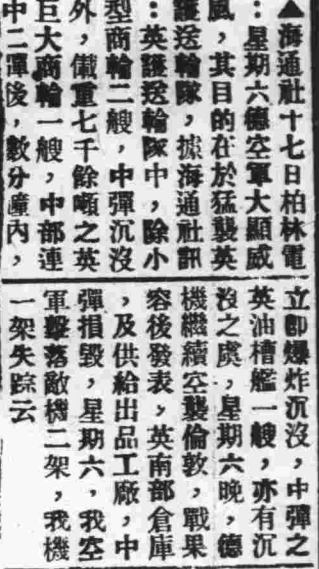 ▲海通社十七日柏林電
：星期六德空軍大顯威
風，其目的在於猛襲英
護送輪隊，據海通社訊
：英護送輪隊中，除小
型商輪二艘，中彈沉沒
外，儎重七千餘噸之英
巨大商輪一艘，中部連
中二彈後，數分鐘內，
立即爆炸沉沒，中彈之
英油槽艦一艘，亦有沉
沒之虞，星期六晚，德
機繼續空襲倫敦，戰果
容後發表，英南部倉庫
，及供給出品工廠，中
彈損毀，星期六，我空
軍擊落敵機二架，我機
一架失踪云